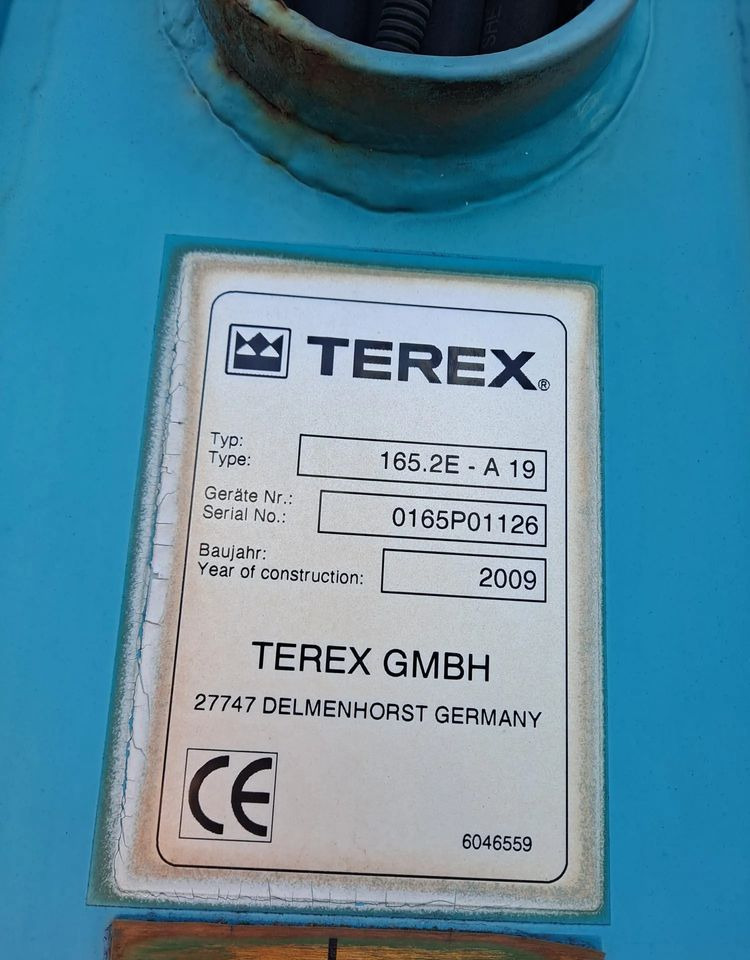 TEREX®
Typ:
Type: 165.2E - A 19
Geräte Nr.:
Serial No.: 0165P01126
Baujahr:
Year of construction: 2009
TEREX GMBH
27747 DELMENHORST GERMANY
CE
6046559